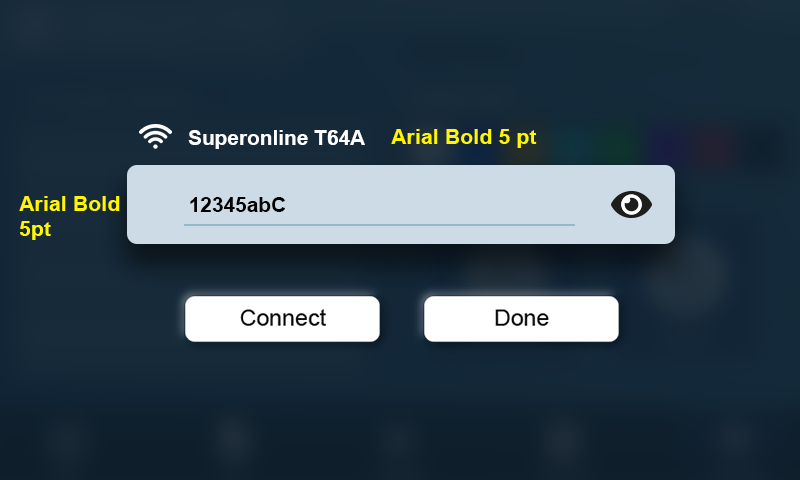 Superonline T64A Arial Bold 5 pt
Arial Bold
5pt
12345abC
Connect Done